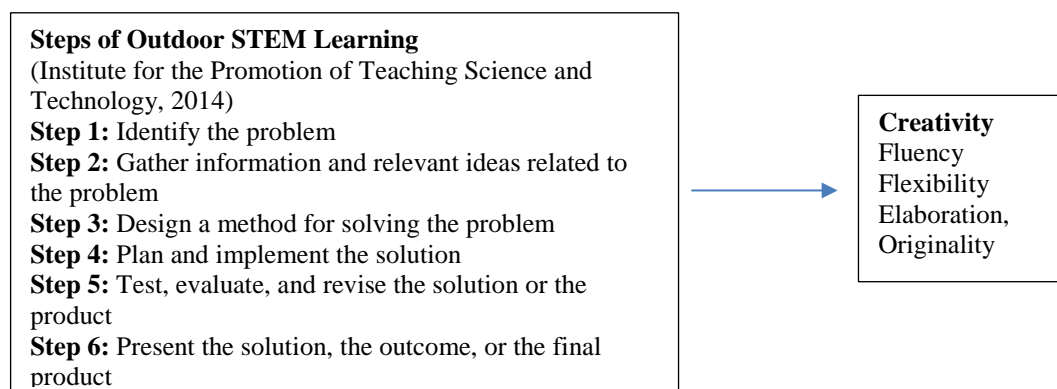 Steps of Outdoor STEM Learning
(Institute for the Promotion of Teaching Science and
Technology, 2014)
Step 1: Identify the problem
Step 2: Gather information and relevant ideas related to
the problem
Step 3: Design a method for solving the problem
Step 4: Plan and implement the solution
Step 5: Test, evaluate, and revise the solution or the
product
Step 6: Present the solution, the outcome, or the final
product
Creativity
Fluency
Flexibility
Elaboration,
Originality